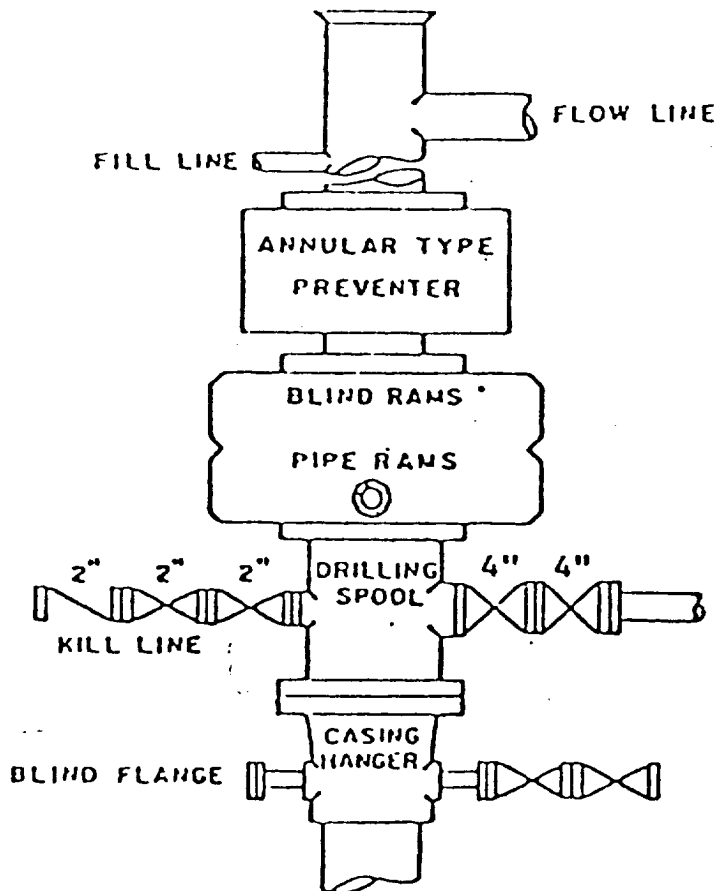 FLOW LINE
FILL LINE
ANNULAR TYPE
PREVENTER
BLIND RAMS
PIPE RAMS
2" 2" 2"
DRILLING
SPOOL
4" 4"
KILL LINE
CASING
HANGER
BLIND FLANGE